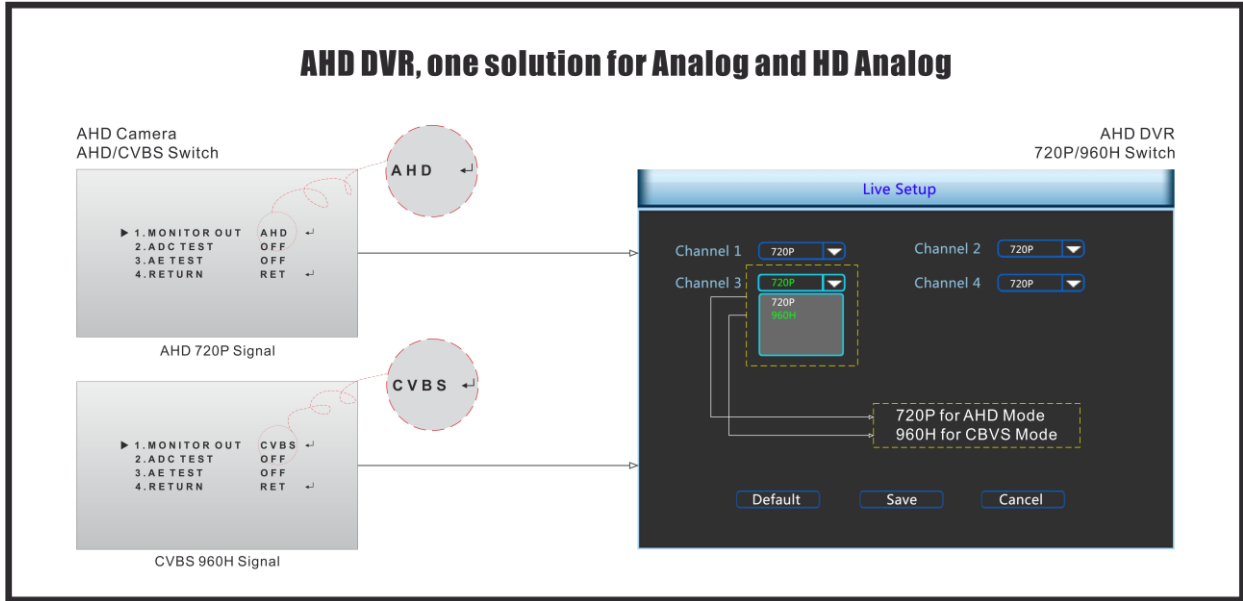 AHD DVR, one solution for Analog and HD Analog
AHD Camera
AHD/CVBS Switch
AHD ↵
▶ 1.MONITOR OUT AHD ↵
2.ADC TEST OFF
3.AE TEST OFF
4.RETURN RET ↵
AHD 720P Signal
CVBS ↵
▶ 1.MONITOR OUT CVBS ↵
2.ADC TEST OFF
3.AE TEST OFF
4.RETURN RET ↵
CVBS 960H Signal
AHD DVR
720P/960H Switch
Live Setup
Channel 1 720P Channel 2 720P
Channel 3 720P Channel 4 720P
720P
960H
720P for AHD Mode
960H for CBVS Mode
Default Save Cancel